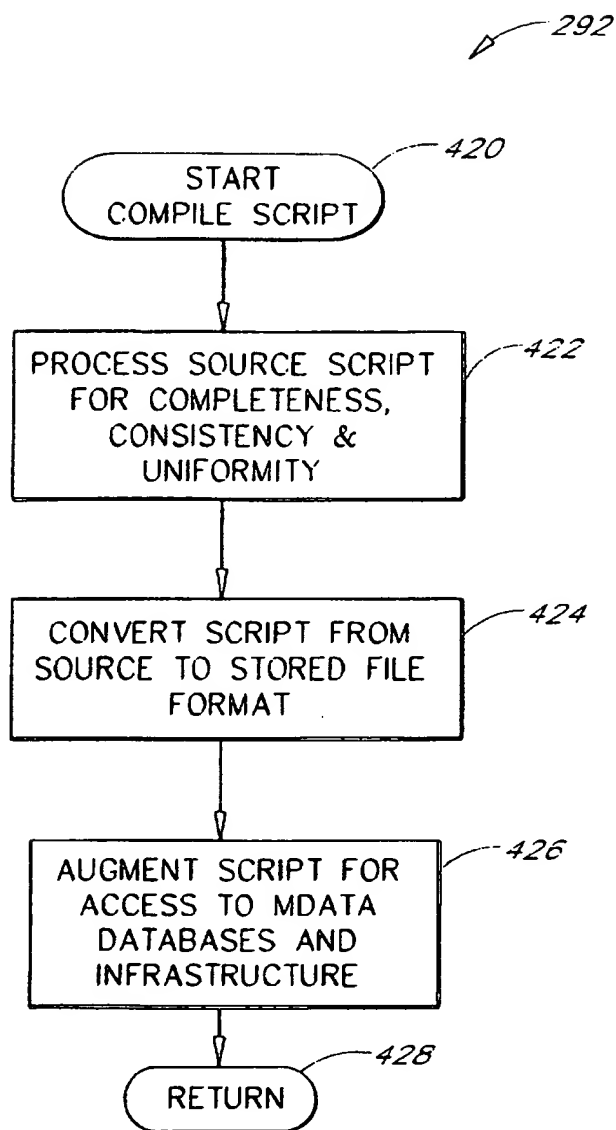 292
420
START
COMPILE SCRIPT
422
PROCESS SOURCE SCRIPT
FOR COMPLETENESS,
CONSISTENCY &
UNIFORMITY
424
CONVERT SCRIPT FROM
SOURCE TO STORED FILE
FORMAT
426
AUGMENT SCRIPT FOR
ACCESS TO MDATA
DATABASES AND
INFRASTRUCTURE
428
RETURN